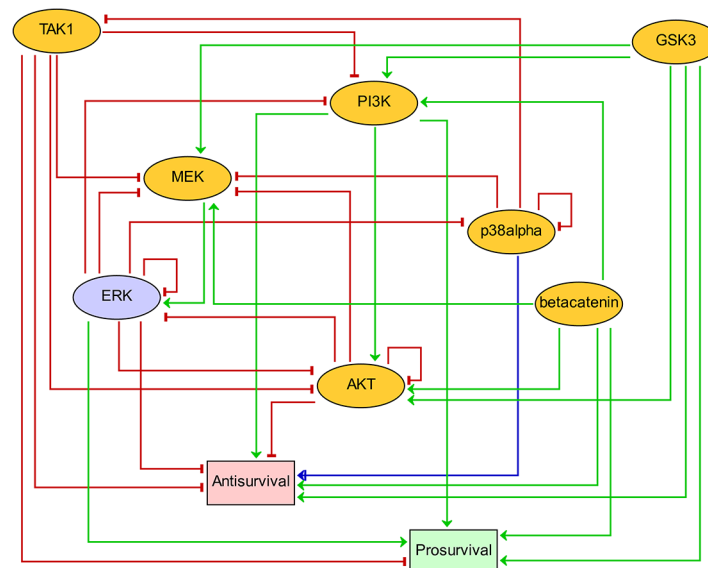 TAK1
GSK3
PI3K
MEK
p38alpha
ERK
betacatenin
AKT
Antisurvival
Prosurvival